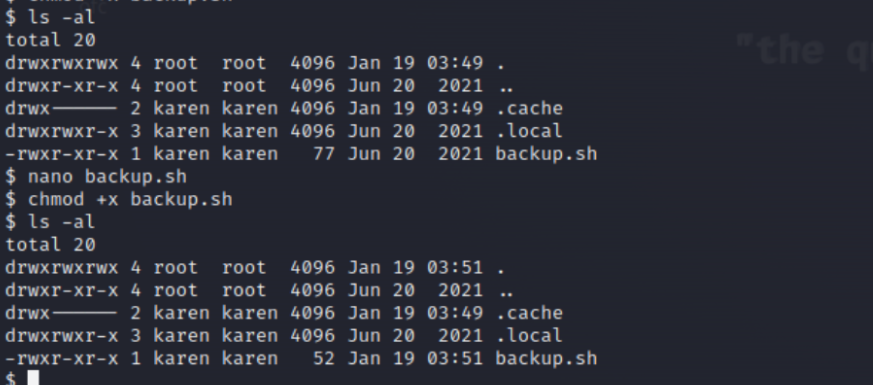 $ ls -al
total 20
drwxrwxrwx 4 root  root  4096 Jan 19 03:49 .
drwxr-xr-x 4 root  root  4096 Jun 20  2021 ..
drwx------ 2 karen karen 4096 Jan 19 03:49 .cache
drwxrwxr-x 3 karen karen 4096 Jun 20  2021 .local
-rwxr-xr-x 1 karen karen   77 Jun 20  2021 backup.sh
$ nano backup.sh
$ chmod +x backup.sh
$ ls -al
total 20
drwxrwxrwx 4 root  root  4096 Jan 19 03:51 .
drwxr-xr-x 4 root  root  4096 Jun 20  2021 ..
drwx------ 2 karen karen 4096 Jan 19 03:49 .cache
drwxrwxr-x 3 karen karen 4096 Jun 20  2021 .local
-rwxr-xr-x 1 karen karen   52 Jan 19 03:51 backup.sh
$
"the